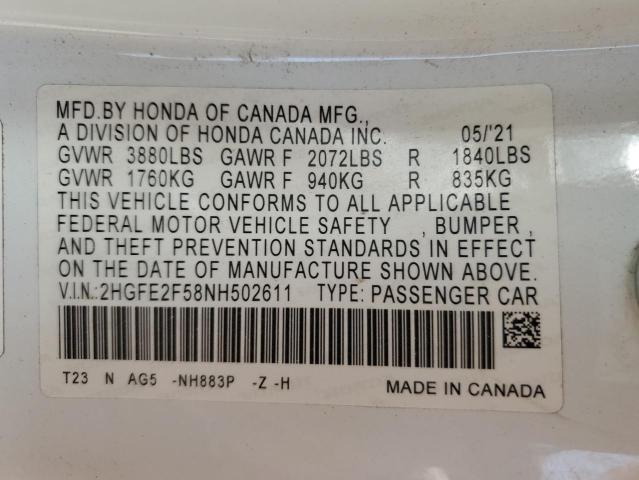 MFD.BY HONDA OF CANADA MFG.,
A DIVISION OF HONDA CANADA INC. 05/'21
GVWR 3880LBS GAWR F 2072LBS R 1840LBS
GVWR 1760KG GAWR F 940KG R 835KG
THIS VEHICLE CONFORMS TO ALL APPLICABLE
FEDERAL MOTOR VEHICLE SAFETY , BUMPER ,
AND THEFT PREVENTION STANDARDS IN EFFECT
ON THE DATE OF MANUFACTURE SHOWN ABOVE.
V.I.N.:2HGFE2F58NH502611 TYPE: PASSENGER CAR
T23 N AG5 -NH883P -Z -H
MADE IN CANADA